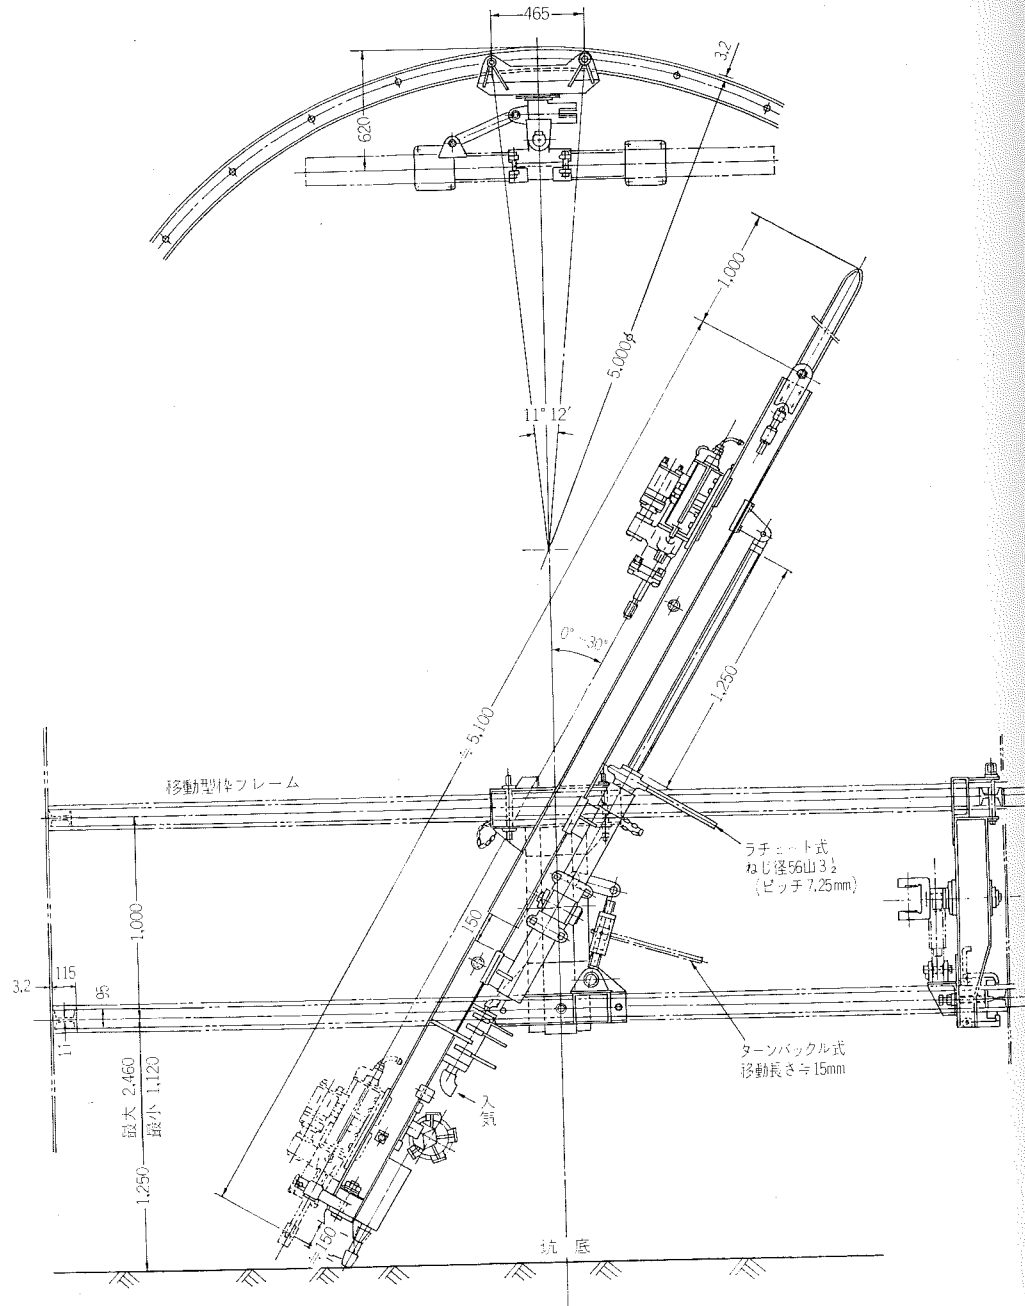 465
3.2
620
1,000
5,000φ
11° 12′
0°~30°
1,250
≒ 5,100
移動型枠フレーム
ラチェット式
ねじ径56山3½
(ピッチ7.25mm)
150
1,000
115
3.2
95
11
ターンバックル式
移動長さ≒15mm
最大 2,460
最小 1,120
入
気
1,250
≒150
坑 底